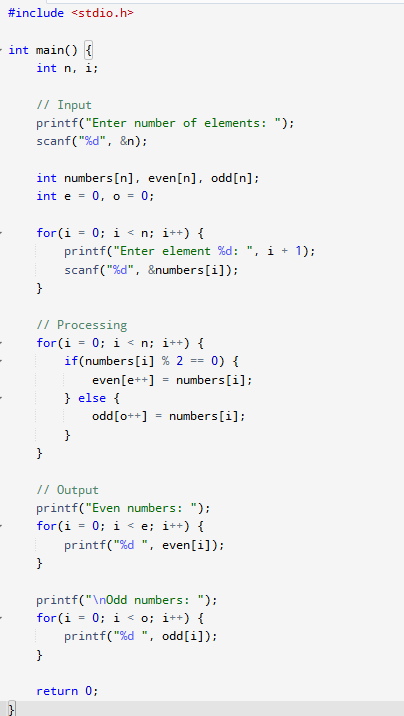 #include <stdio.h>
int main() {
    int n, i;
    // Input
    printf("Enter number of elements: ");
    scanf("%d", &n);
    int numbers[n], even[n], odd[n];
    int e = 0, o = 0;
    for(i = 0; i < n; i++) {
        printf("Enter element %d: ", i + 1);
        scanf("%d", &numbers[i]);
    }
    // Processing
    for(i = 0; i < n; i++) {
        if(numbers[i] % 2 == 0) {
            even[e++] = numbers[i];
        } else {
            odd[o++] = numbers[i];
        }
    }
    // Output
    printf("Even numbers: ");
    for(i = 0; i < e; i++) {
        printf("%d ", even[i]);
    }
    printf("\nOdd numbers: ");
    for(i = 0; i < o; i++) {
        printf("%d ", odd[i]);
    }
    return 0;
}